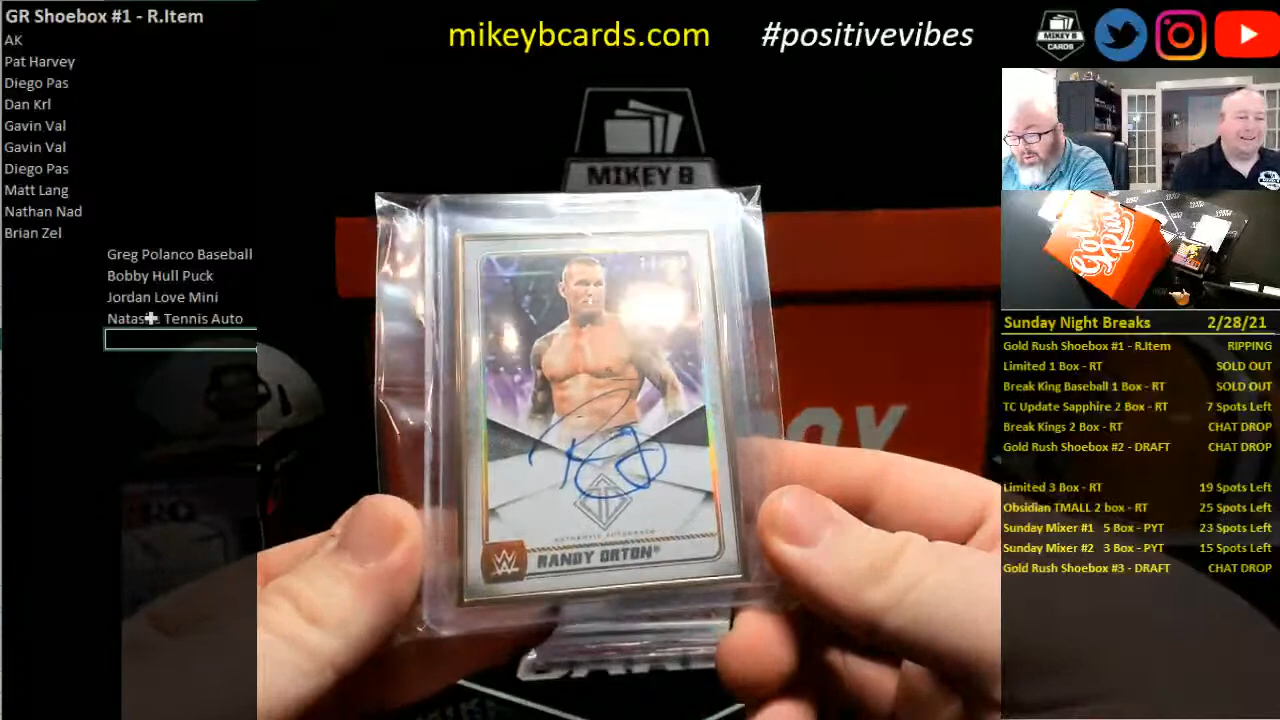 GR Shoebox #1 - R.Item
AK
Pat Harvey
Diego Pas
Dan Krl
Gavin Val
Gavin Val
Diego Pas
Matt Lang
Nathan Nad
Brian Zel
Greg Polanco Baseball
Bobby Hull Puck
Jordan Love Mini
Tennis Auto
mikeybcards.com
#positivevibes
MIKEY B
CARDS
MIKEY B
AUTHENTIC AUTOGRAPH
RANDY ORTON
Gold
Rush
Sunday Night Breaks 2/28/21
Gold Rush Shoebox #1 - R.Item RIPPING
Limited 1 Box - RT SOLD OUT
Break King Baseball 1 Box - RT SOLD OUT
TC Update Sapphire 2 Box - RT 7 Spots Left
Break Kings 2 Box - RT CHAT DROP
Gold Rush Shoebox #2 - DRAFT CHAT DROP
Limited 3 Box - RT 19 Spots Left
Obsidian TMALL 2 box - RT 25 Spots Left
Sunday Mixer #1 5 Box - PYT 23 Spots Left
Sunday Mixer #2 3 Box - PYT 15 Spots Left
Gold Rush Shoebox #3 - DRAFT CHAT DROP